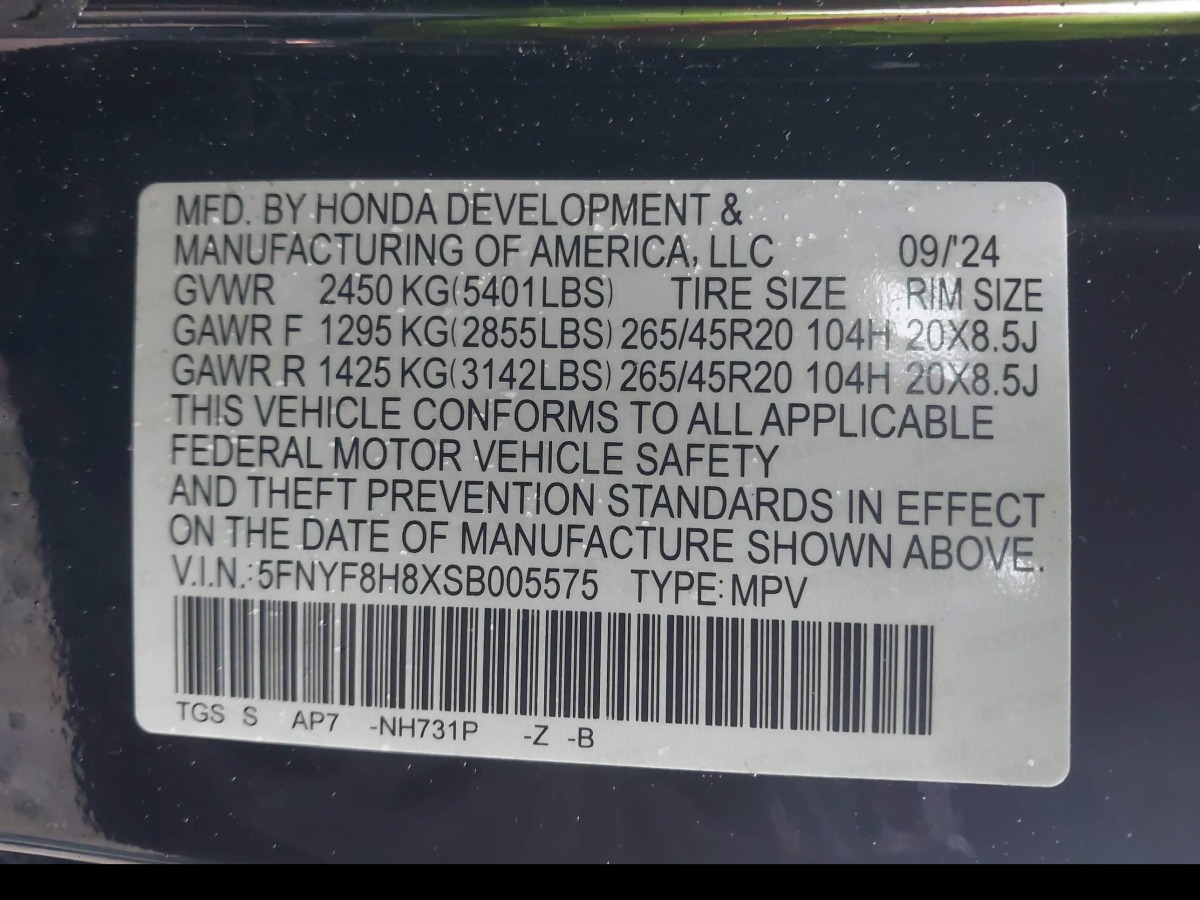 MFD. BY HONDA DEVELOPMENT &
MANUFACTURING OF AMERICA, LLC 09/'24
GVWR 2450 KG(5401LBS) TIRE SIZE RIM SIZE
GAWR F 1295 KG(2855LBS) 265/45R20 104H 20X8.5J
GAWR R 1425 KG(3142LBS) 265/45R20 104H 20X8.5J
THIS VEHICLE CONFORMS TO ALL APPLICABLE
FEDERAL MOTOR VEHICLE SAFETY
AND THEFT PREVENTION STANDARDS IN EFFECT
ON THE DATE OF MANUFACTURE SHOWN ABOVE.
V.I.N.: 5FNYF8H8XSB005575 TYPE: MPV
TGS S AP7 -NH731P -Z -B